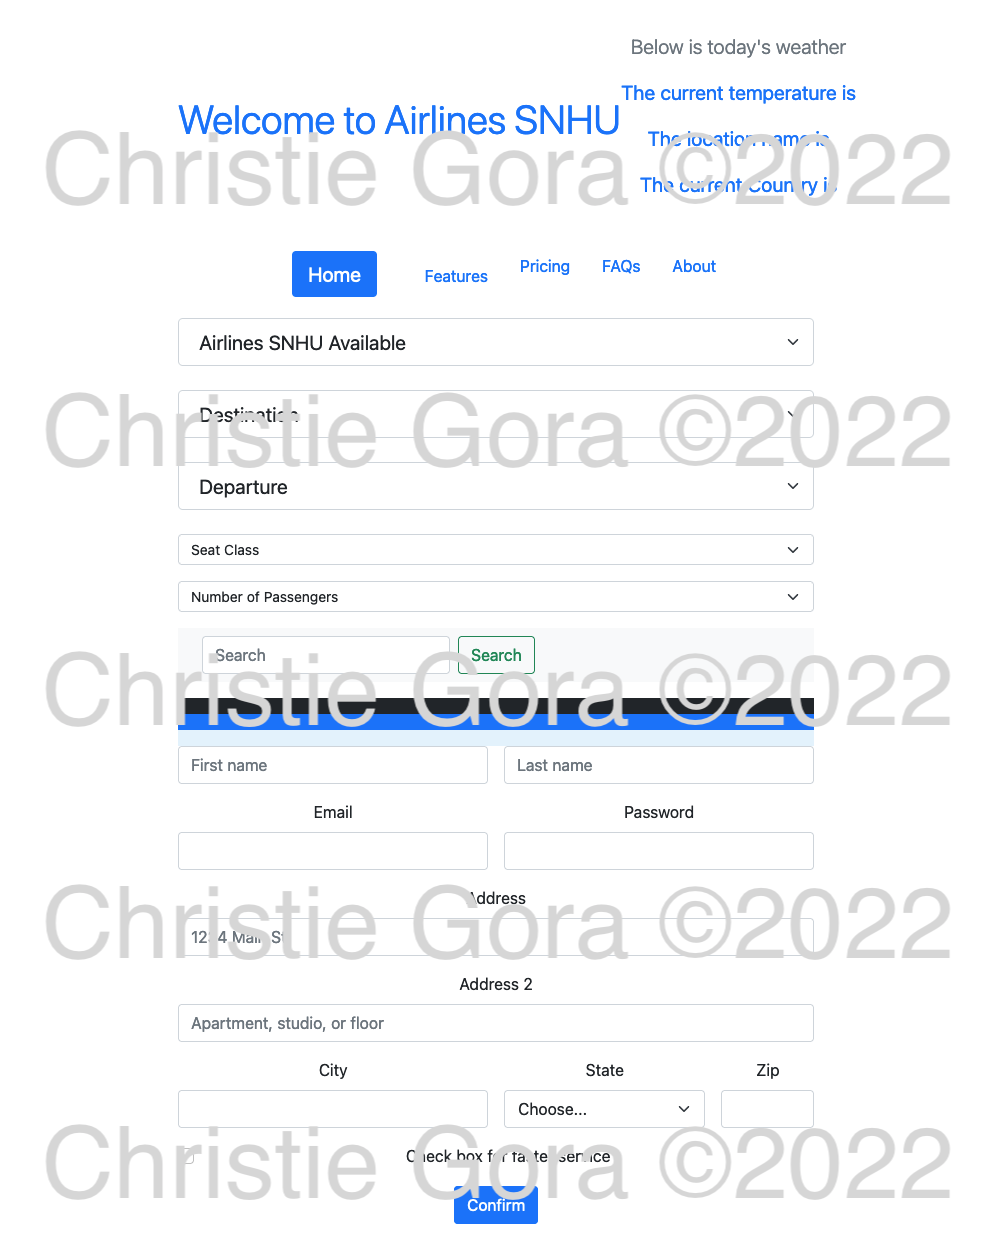 Below is today's weather
The current temperature is
Welcome to Airlines SNHU
The location name is
Christie Gora ©2022
The current Country is
Home Features Pricing FAQs About
Airlines SNHU Available
Destination
Christie Gora ©2022
Departure
Seat Class
Number of Passengers
Search Search
Christie Gora ©2022
First name Last name
Email Password
Address
Christie Gora ©2022
1234 Main St
Address 2
Apartment, studio, or floor
City State Zip
Choose...
Check box for faster service
Christie Gora ©2022
Confirm